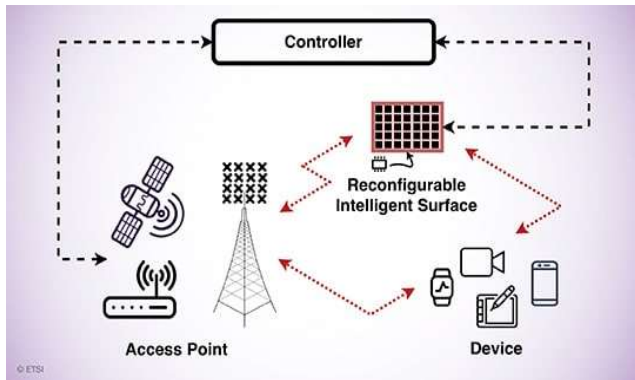 Controller
Reconfigurable
Intelligent Surface
Access Point
Device
© ETSI